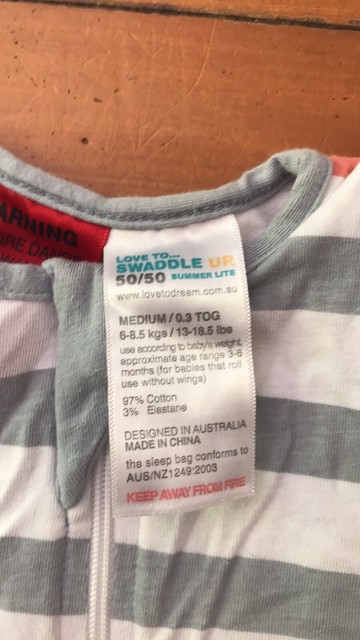 WARNING
FIRE DANGER
LOVE TO...
SWADDLE UP.
50/50 SUMMER LITE
www.lovetodream.com.au
MEDIUM / 0.3 TOG
6-8.5 kgs / 13-18.5 lbs
use according to baby's weight,
approximate age range 3-6
months (for babies that roll
use without wings)
97% Cotton
3% Elastane
DESIGNED IN AUSTRALIA
MADE IN CHINA
the sleep bag conforms to
AUS/NZ1249:2003
KEEP AWAY FROM FIRE